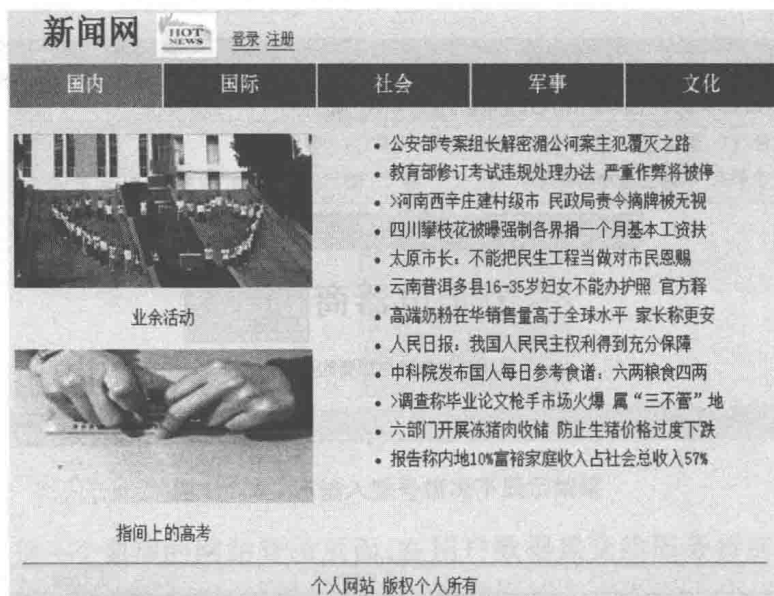 新闻网 HOT NEWS 登录 注册
国内 国际 社会 军事 文化
业余活动
指间上的高考
公安部专案组长解密湄公河案主犯覆灭之路
教育部修订考试违规处理办法 严重作弊将被停
>河南西辛庄建村级市 民政局责令摘牌被无视
四川攀枝花被曝强制各界捐一个月基本工资扶
太原市长：不能把民生工程当做对市民恩赐
云南普洱多县16-35岁妇女不能办护照 官方释
高端奶粉在华销售量高于全球水平 家长称更安
人民日报：我国人民民主权利得到充分保障
中科院发布国人每日参考食谱：六两粮食四两
>调查称毕业论文枪手市场火爆 属“三不管”地
六部门开展冻猪肉收储 防止生猪价格过度下跌
报告称内地10%富裕家庭收入占社会总收入57%
个人网站 版权个人所有